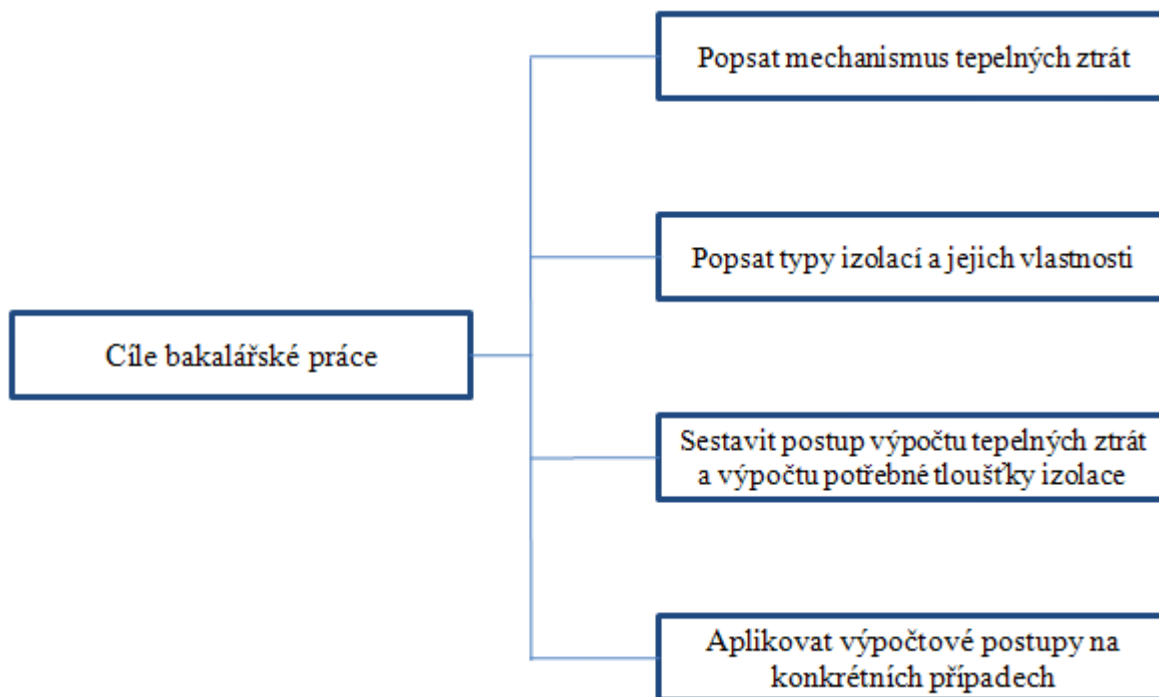 Popsat mechanismus tepelných ztrát
Popsat typy izolací a jejich vlastnosti
Cíle bakalářské práce
Sestavit postup výpočtu tepelných ztrát
a výpočtu potřebné tloušťky izolace
Aplikovat výpočtové postupy na
konkrétních případech